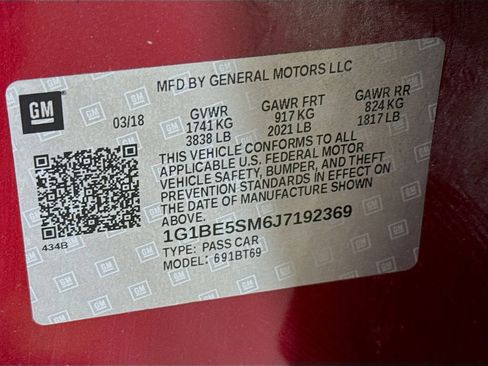 MFD BY GENERAL MOTORS LLC
GM
03/18
GVWR GAWR FRT GAWR RR
1741 KG 917 KG 824 KG
3838 LB 2021 LB 1817 LB
THIS VEHICLE CONFORMS TO ALL
APPLICABLE U.S. FEDERAL MOTOR
VEHICLE SAFETY, BUMPER, AND THEFT
PREVENTION STANDARDS IN EFFECT ON
THE DATE OF MANUFACTURE SHOWN
ABOVE.
434B
1G1BE5SM6J7192369
TYPE: PASS CAR
MODEL: 691BT69